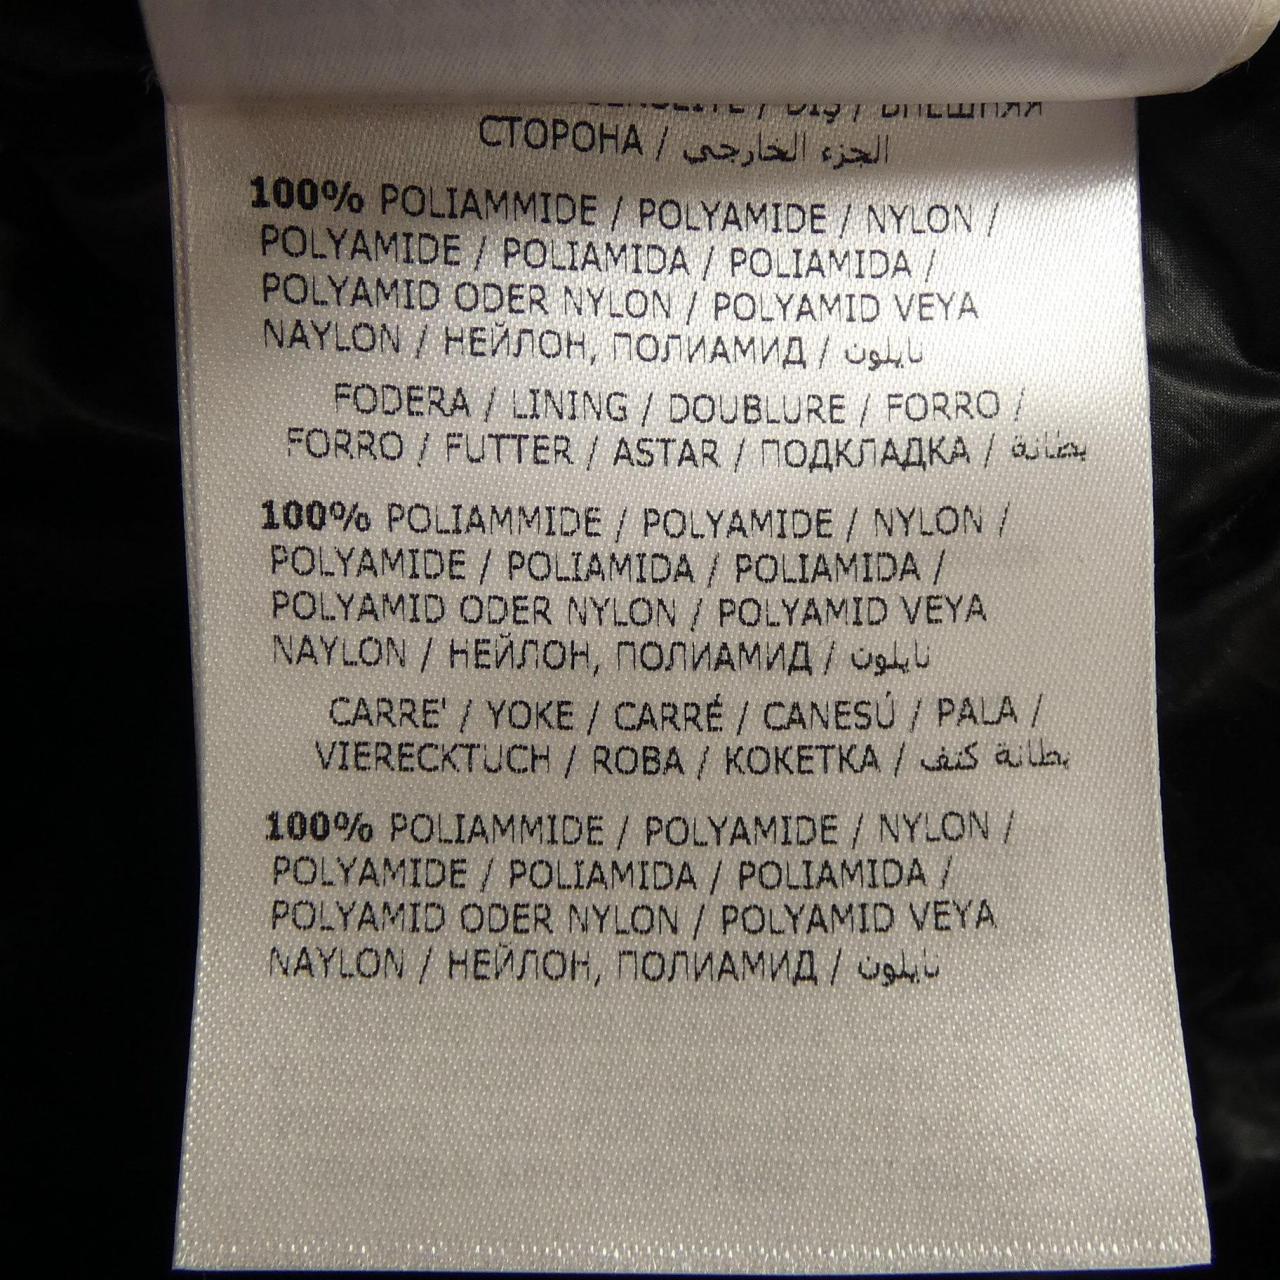 / DIŞ / ВНЕШНЯЯ
СТОРОНА / الجزء الخارجي
100% POLIAMMIDE / POLYAMIDE / NYLON /
POLYAMIDE / POLIAMIDA / POLIAMIDA /
POLYAMID ODER NYLON / POLYAMID VEYA
NAYLON / НЕЙЛОН, ПОЛИАМИД / نايلون
FODERA / LINING / DOUBLURE / FORRO /
FORRO / FUTTER / ASTAR / ПОДКЛАДКА / بطانة
100% POLIAMMIDE / POLYAMIDE / NYLON /
POLYAMIDE / POLIAMIDA / POLIAMIDA /
POLYAMID ODER NYLON / POLYAMID VEYA
NAYLON / НЕЙЛОН, ПОЛИАМИД / نايلون
CARRE' / YOKE / CARRÉ / CANESÚ / PALA /
VIERECKTUCH / ROBA / КОКЕТКА / بطانة كتف
100% POLIAMMIDE / POLYAMIDE / NYLON /
POLYAMIDE / POLIAMIDA / POLIAMIDA /
POLYAMID ODER NYLON / POLYAMID VEYA
NAYLON / НЕЙЛОН, ПОЛИАМИД / نايلون